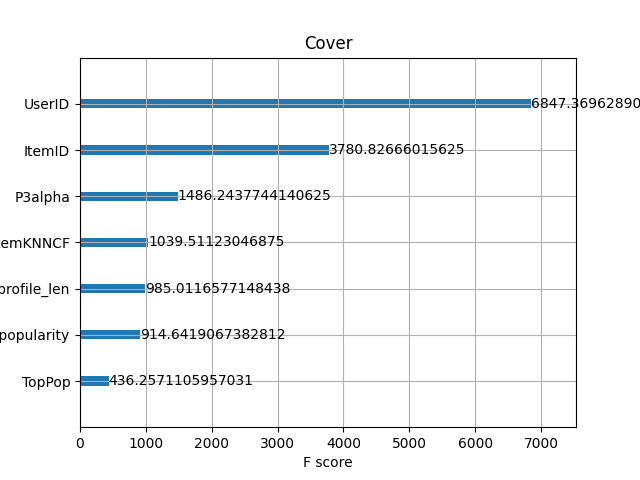 Cover
UserID
6847.36962890
ItemID
3780.82666015625
P3alpha
1486.2437744140625
emKNNCF
1039.51123046875
profile_len
985.0116577148438
popularity
914.6419067382812
TopPop
436.2571105957031
0 1000 2000 3000 4000 5000 6000 7000
F score